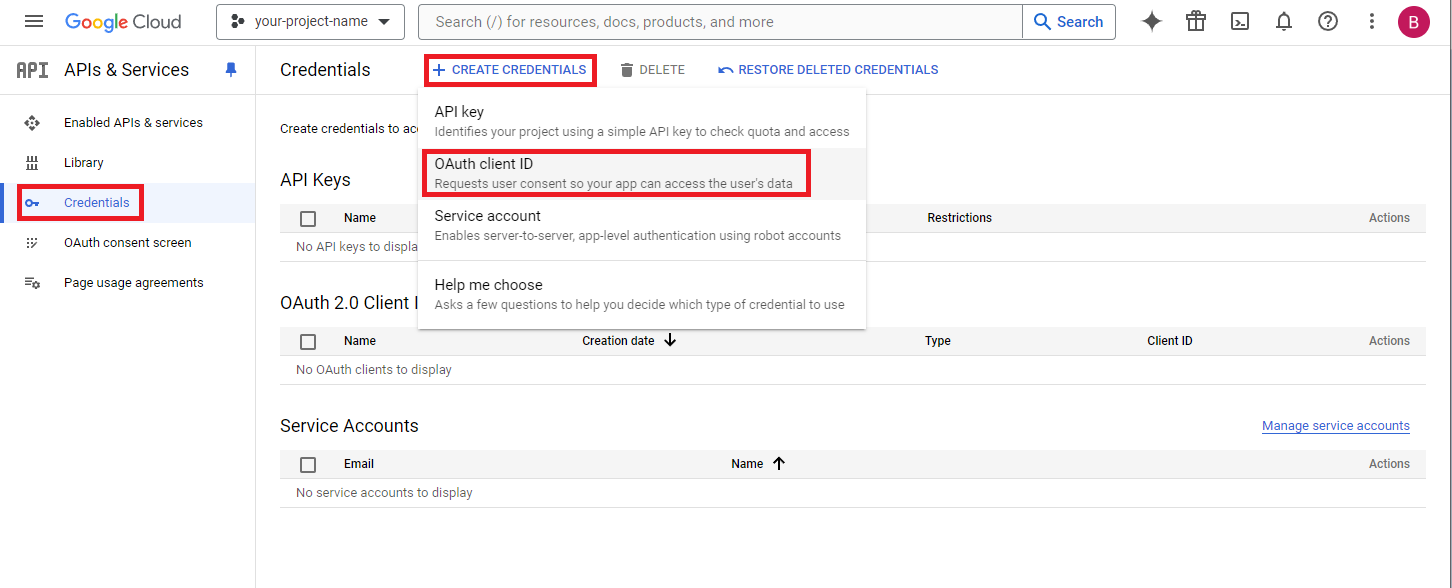 Google Cloud
your-project-name
Search (/) for resources, docs, products, and more
Search
B
API APIs & Services
Credentials
CREATE CREDENTIALS
DELETE
RESTORE DELETED CREDENTIALS
Enabled APIs & services
Library
Credentials
OAuth consent screen
Page usage agreements
Create credentials to ac
API key
Identifies your project using a simple API key to check quota and access
OAuth client ID
Requests user consent so your app can access the user's data
Service account
Enables server-to-server, app-level authentication using robot accounts
Help me choose
Asks a few questions to help you decide which type of credential to use
API Keys
Name Restrictions Actions
No API keys to displa
OAuth 2.0 Client I
Name Creation date Type Client ID Actions
No OAuth clients to display
Service Accounts
Manage service accounts
Email Name Actions
No service accounts to display